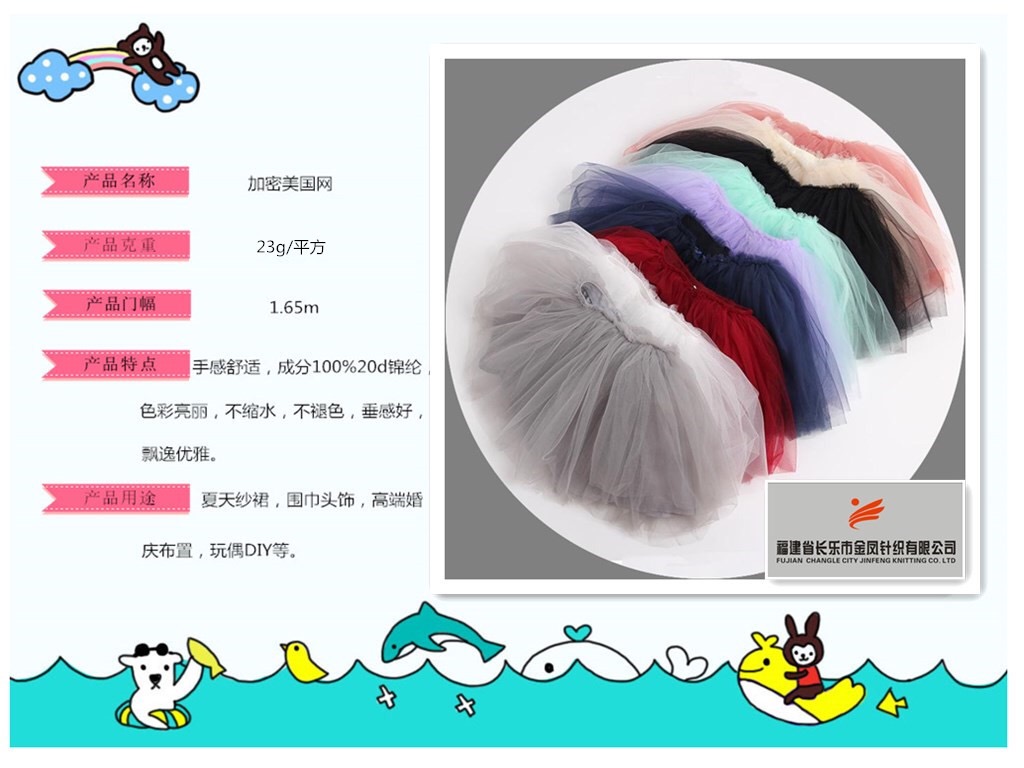 产品名称
加密美国网
产品克重
23g/平方
产品门幅
1.65m
产品特点
手感舒适，成分100%20d锦纶，
色彩亮丽，不缩水，不褪色，垂感好，
飘逸优雅。
产品用途
夏天纱裙，围巾头饰，高端婚
庆布置，玩偶DIY等。
福建省长乐市金凤针织有限公司
FUJIAN CHANGLE CITY JINFENG KNITTING CO. LTD